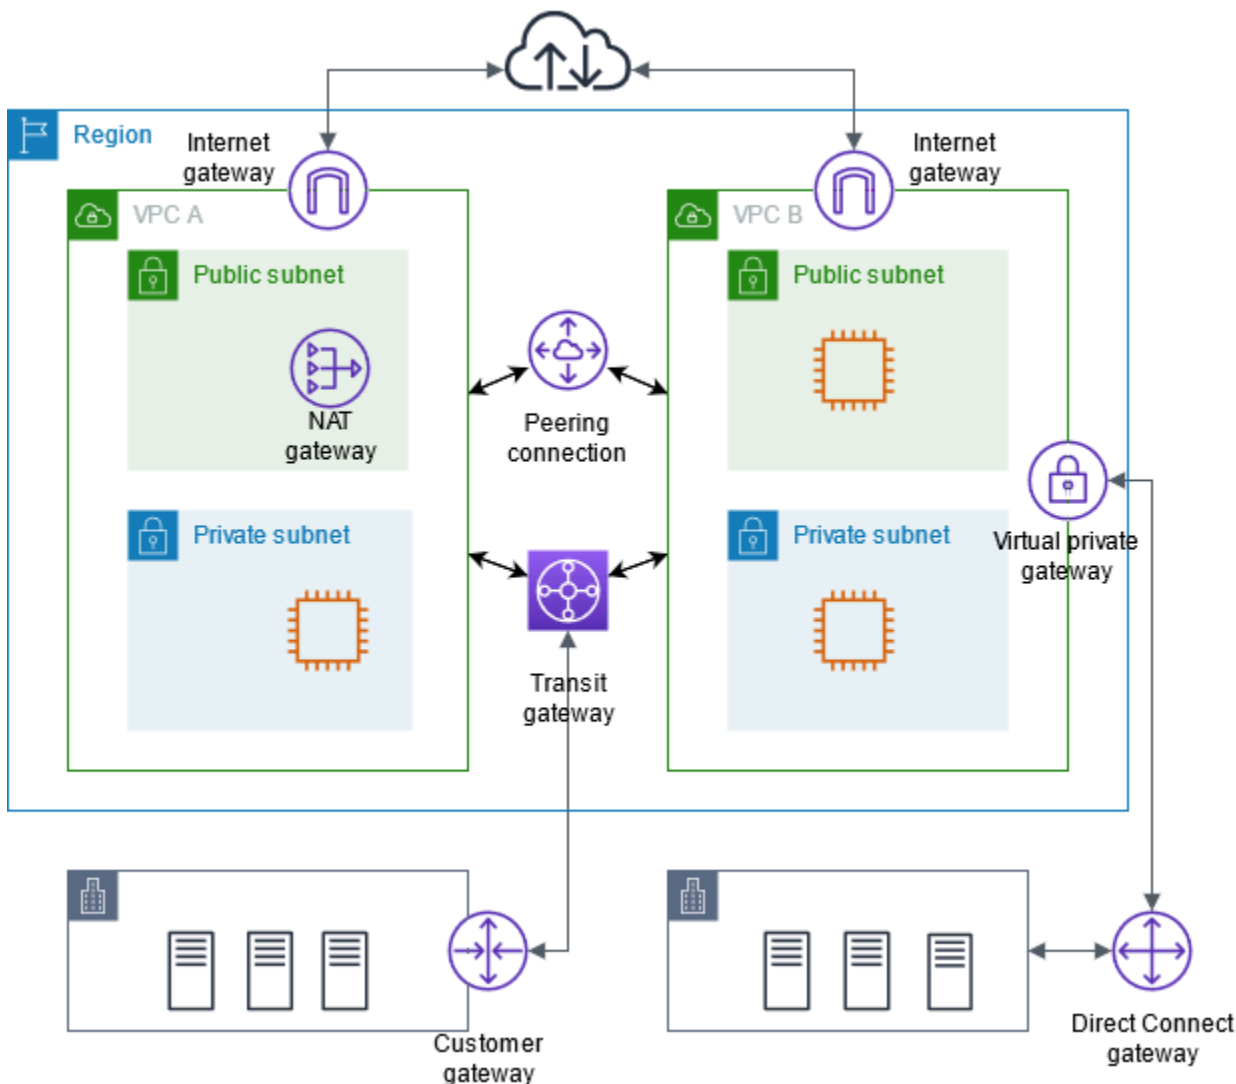 Region
Internet
gateway
Internet
gateway
VPC A
VPC B
Public subnet
Public subnet
NAT
gateway
Peering
connection
Private subnet
Private subnet
Virtual private
gateway
Transit
gateway
Customer
gateway
Direct Connect
gateway